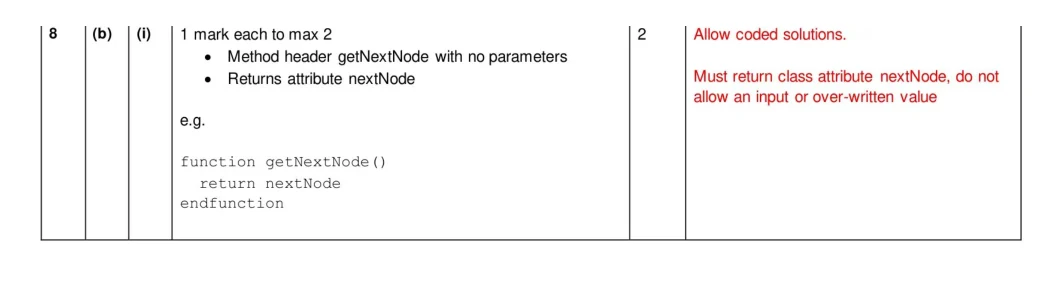 8 (b) (i) 1 mark each to max 2 2 Allow coded solutions.
• Method header getNextNode with no parameters
• Returns attribute nextNode
Must return class attribute nextNode, do not
allow an input or over-written value
e.g.
function getNextNode()
return nextNode
endfunction